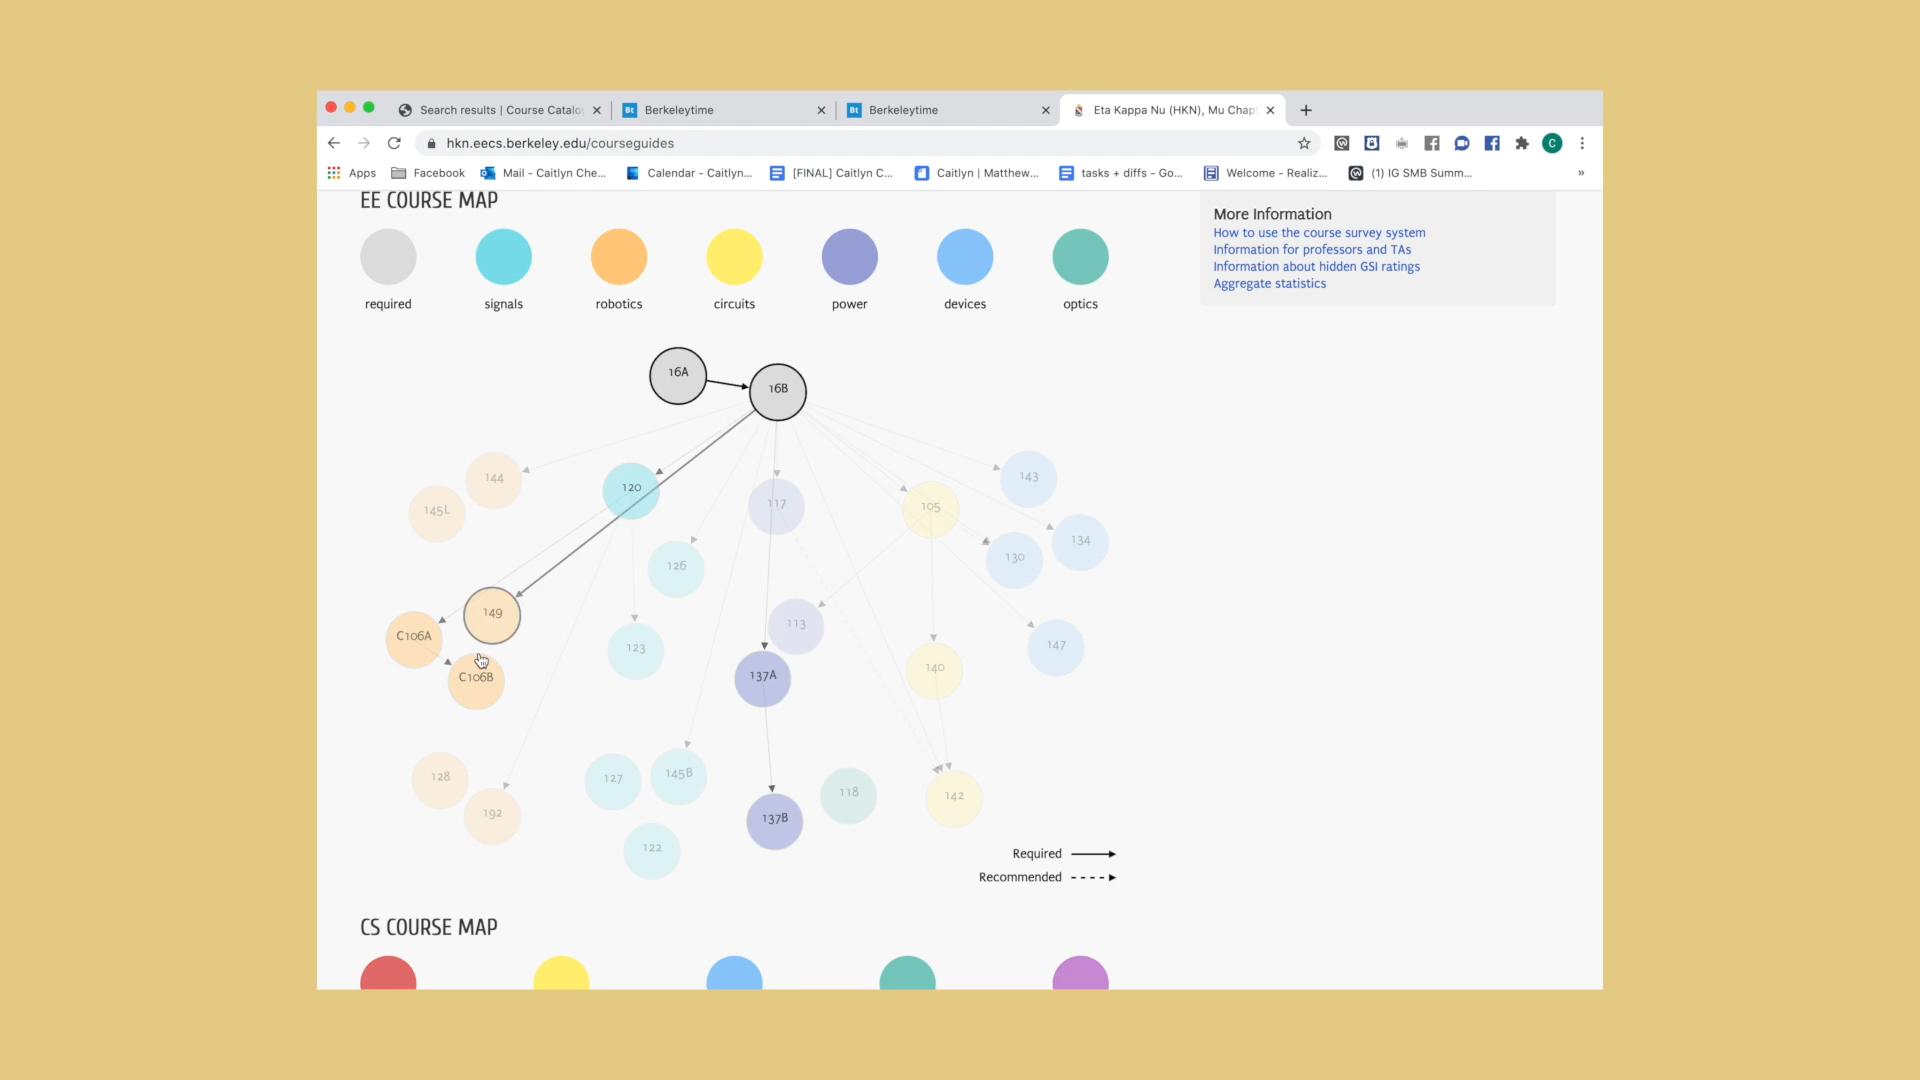 Search results | Course Catalo
Bt Berkeleytime
Bt Berkeleytime
Eta Kappa Nu (HKN), Mu Chap
hkn.eecs.berkeley.edu/courseguides
C
Apps
Facebook
Mail - Caitlyn Che...
Calendar - Caitlyn...
[FINAL] Caitlyn C...
Caitlyn | Matthew...
tasks + diffs - Go...
Welcome - Realiz...
(1) IG SMB Summ...
»
EE COURSE MAP
required
signals
robotics
circuits
power
devices
optics
More Information
How to use the course survey system
Information for professors and TAs
Information about hidden GSI ratings
Aggregate statistics
16A
16B
144
145L
120
117
105
143
134
130
126
149
C106A
C106B
123
113
137A
140
147
128
192
127
145B
122
137B
118
142
Required
Recommended
CS COURSE MAP